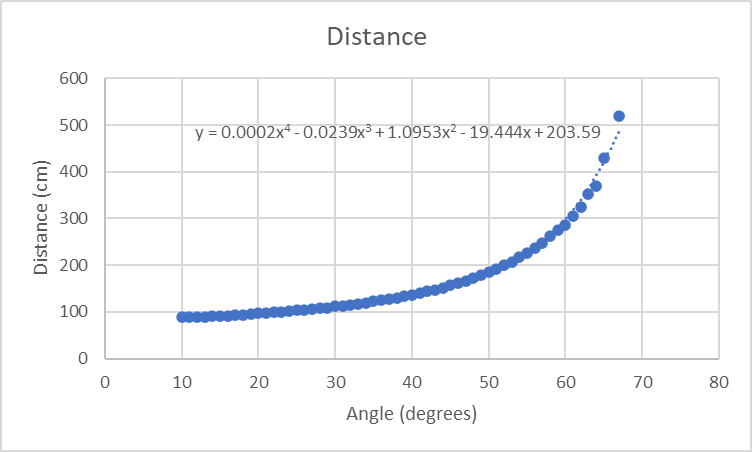 Distance
600
y = 0.0002x⁴ - 0.0239x³ + 1.0953x² - 19.444x + 203.59
500
400
300
200
100
0
Distance (cm)
0 10 20 30 40 50 60 70 80
Angle (degrees)